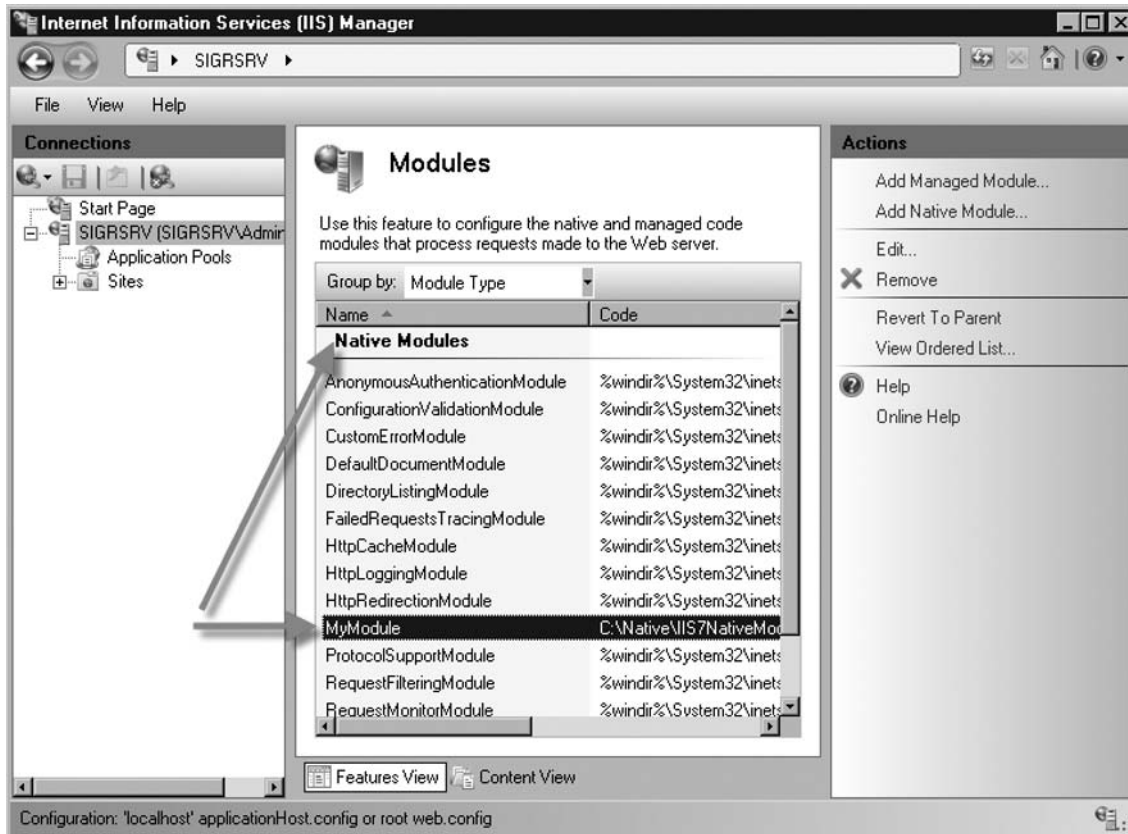 Internet Information Services (IIS) Manager
SIGRSRV
File View Help
Connections
Start Page
SIGRSRV (SIGRSRV\Admir
Application Pools
Sites
Modules
Use this feature to configure the native and managed code
modules that process requests made to the Web server.
Group by: Module Type
Name Code
Native Modules
AnonymousAuthenticationModule %windir%\System32\inets
ConfigurationValidationModule %windir%\System32\inets
CustomErrorModule %windir%\System32\inets
DefaultDocumentModule %windir%\System32\inets
DirectoryListingModule %windir%\System32\inets
FailedRequestsTracingModule %windir%\System32\inets
HttpCacheModule %windir%\System32\inets
HttpLoggingModule %windir%\System32\inets
HttpRedirectionModule %windir%\System32\inets
MyModule C:\Native\IIS7NativeMod
ProtocolSupportModule %windir%\System32\inets
RequestFilteringModule %windir%\System32\inets
RequestMonitorModule %windir%\System32\inets
Features View Content View
Actions
Add Managed Module...
Add Native Module...
Edit...
Remove
Revert To Parent
View Ordered List...
Help
Online Help
Configuration: 'localhost' applicationHost.config or root web.config